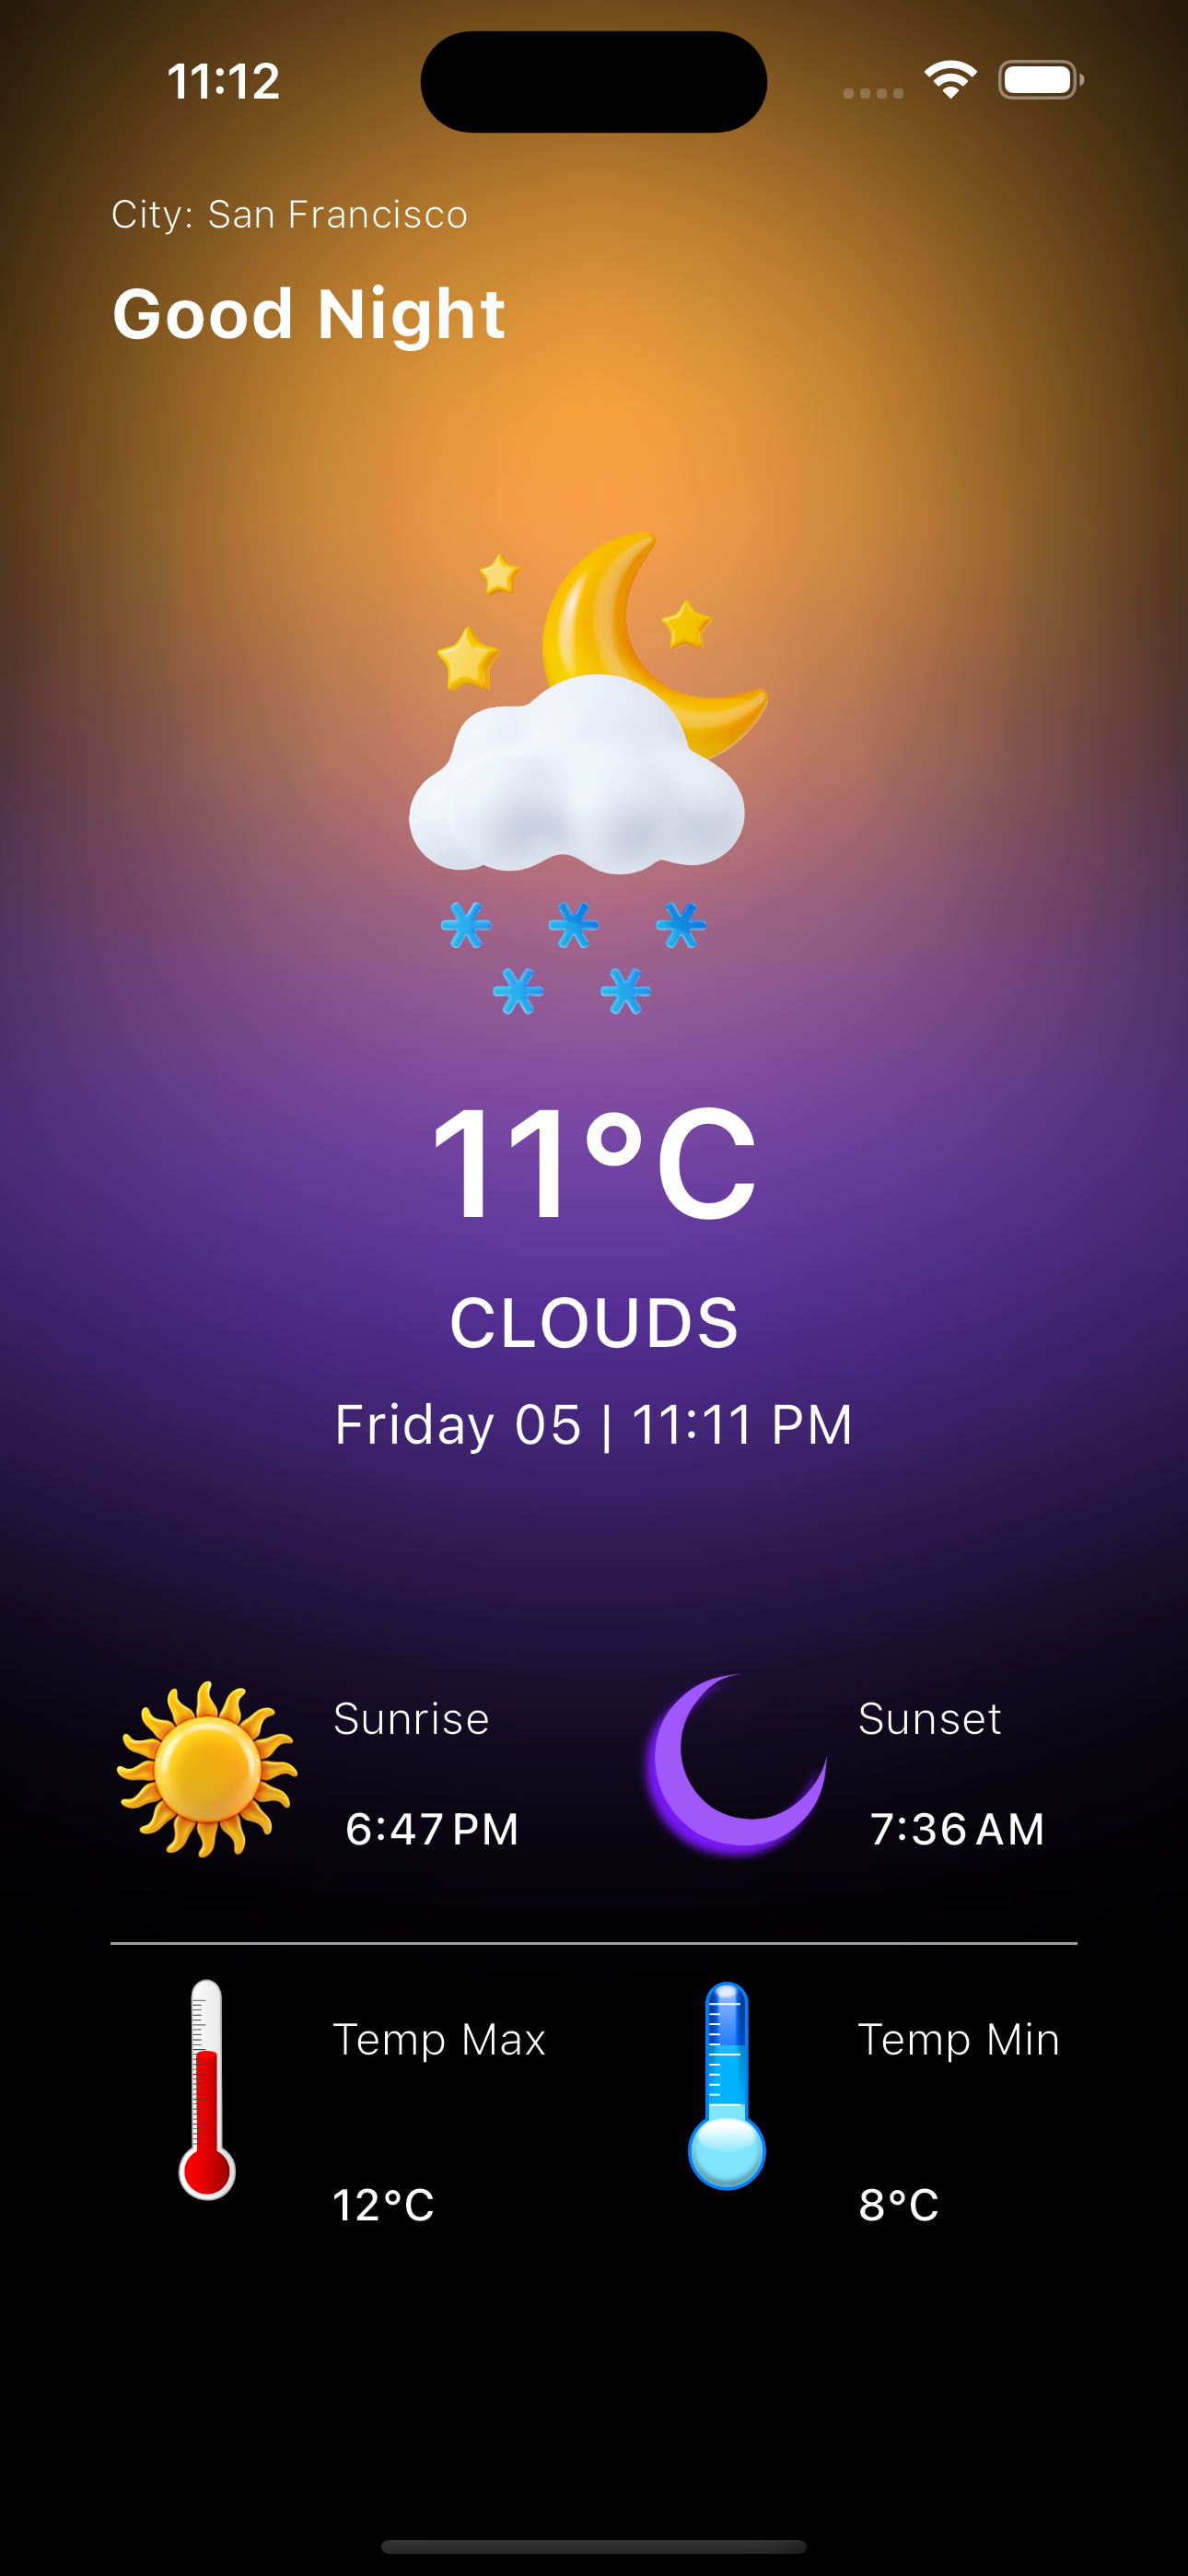 11:12
City: San Francisco
Good Night
11°C
CLOUDS
Friday 05 | 11:11 PM
Sunrise
6:47 PM
Sunset
7:36 AM
Temp Max
12°C
Temp Min
8°C